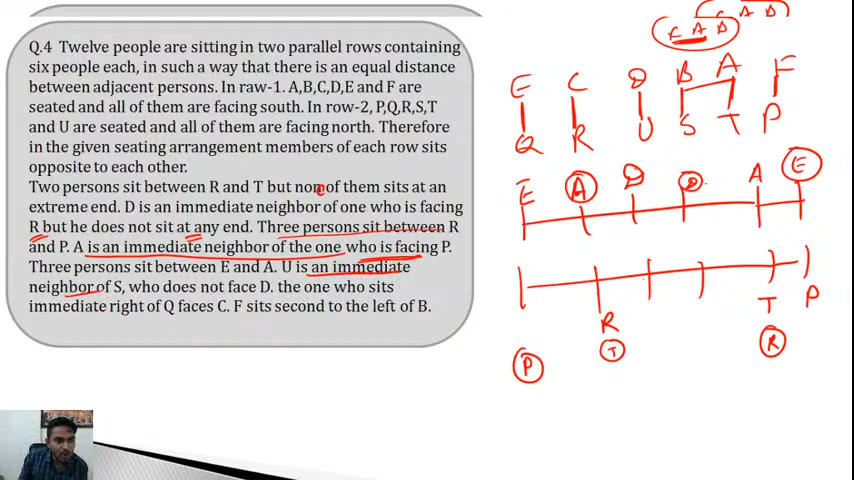 Q.4 Twelve people are sitting in two parallel rows containing
six people each, in such a way that there is an equal distance
between adjacent persons. In raw-1. A,B,C,D,E and F are
seated and all of them are facing south. In row-2, P,Q,R,S,T
and U are seated and all of them are facing north. Therefore
in the given seating arrangement members of each row sits
opposite to each other.
Two persons sit between R and T but none of them sits at an
extreme end. D is an immediate neighbor of one who is facing
R but he does not sit at any end. Three persons sit between R
and P. A is an immediate neighbor of the one who is facing P.
Three persons sit between E and A. U is an immediate
neighbor of S, who does not face D. the one who sits
immediate right of Q faces C. F sits second to the left of B.
E C D B A F
Q R U S T P
E A D D A E
T P
R
T R
P